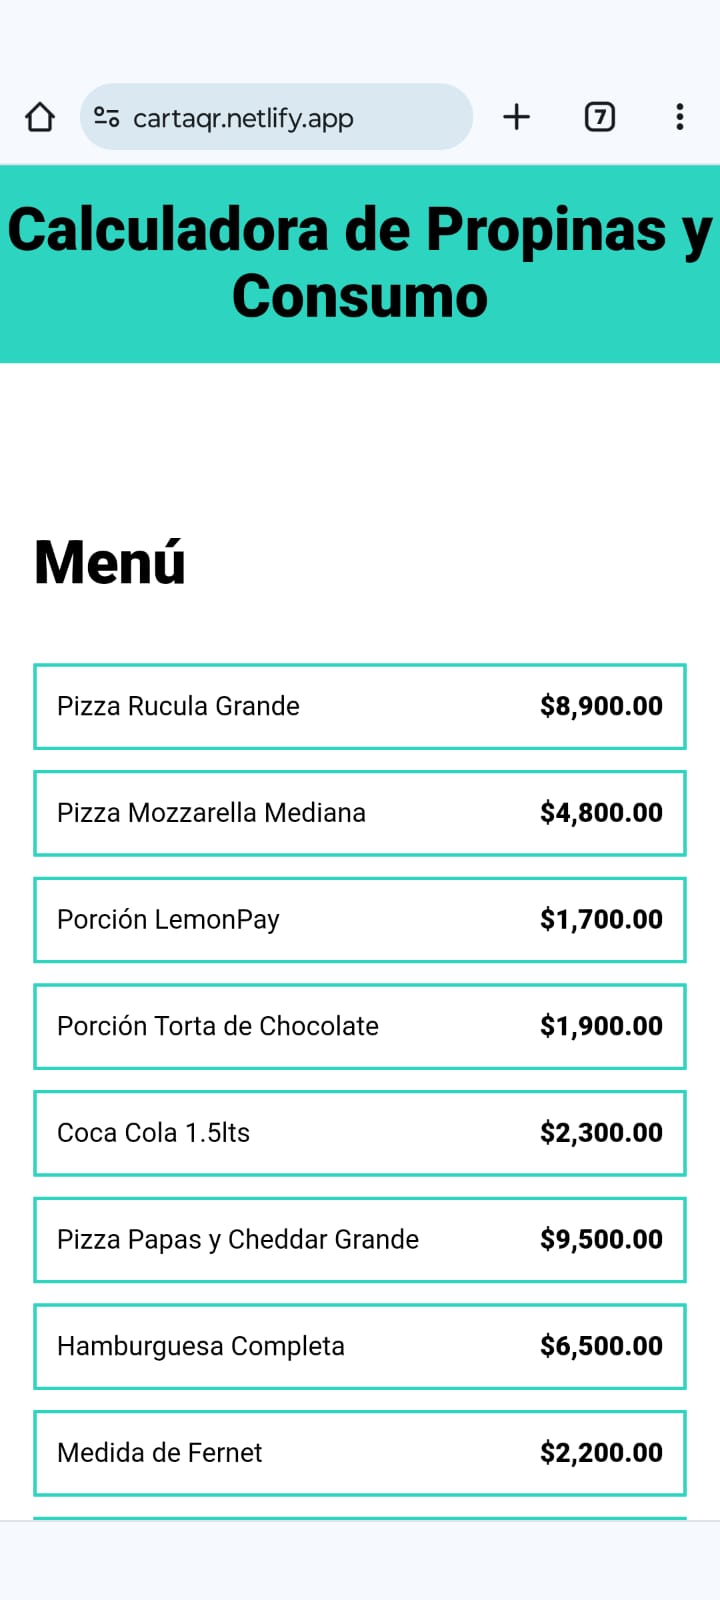 cartaqr.netlify.app
7
Calculadora de Propinas y
Consumo
Menú
Pizza Rucula Grande $8,900.00
Pizza Mozzarella Mediana $4,800.00
Porción LemonPay $1,700.00
Porción Torta de Chocolate $1,900.00
Coca Cola 1.5lts $2,300.00
Pizza Papas y Cheddar Grande $9,500.00
Hamburguesa Completa $6,500.00
Medida de Fernet $2,200.00